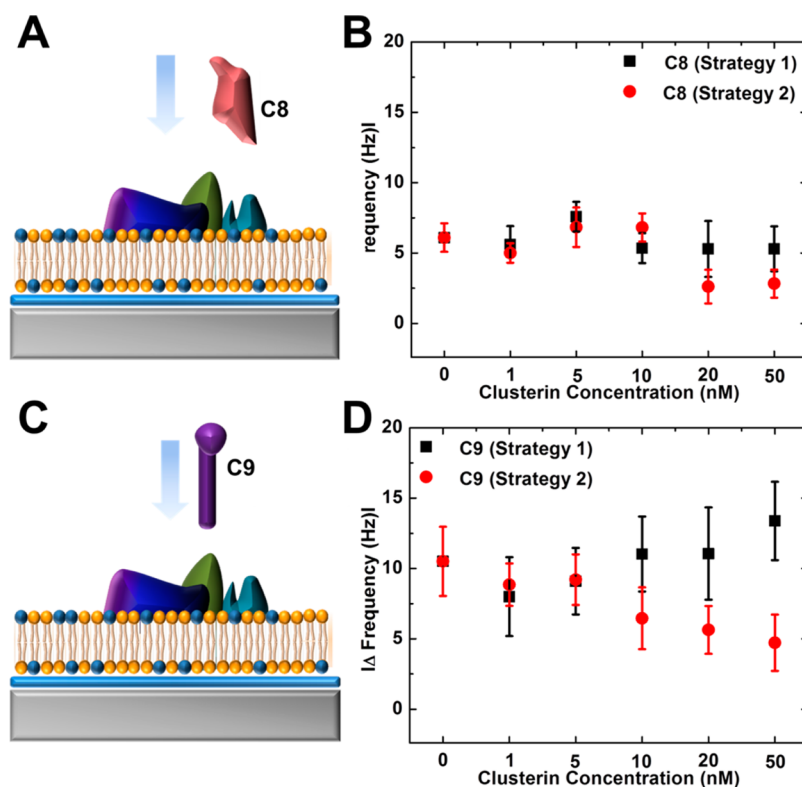 A
C8
B
20
15
10
5
0
requency (Hz)I
C8 (Strategy 1)
C8 (Strategy 2)
0 1 5 10 20 50
Clusterin Concentration (nM)
C
C9
D
20
15
10
5
0
IΔ Frequency (Hz)I
C9 (Strategy 1)
C9 (Strategy 2)
0 1 5 10 20 50
Clusterin Concentration (nM)